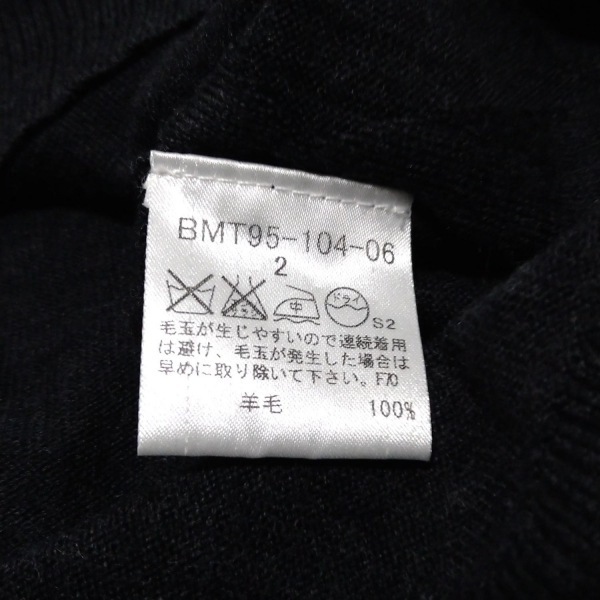 BMT95-104-06
2
中 ドライ S2
毛玉が生じやすいので連続着用
は避け、毛玉が発生した場合は
早めに取り除いて下さい。F70
羊毛 100%